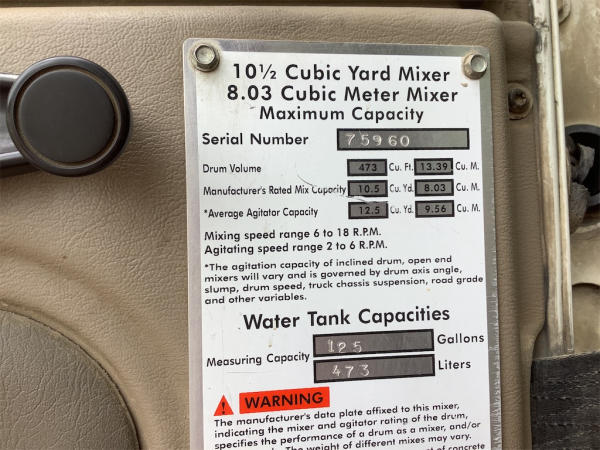 10½ Cubic Yard Mixer
8.03 Cubic Meter Mixer
Maximum Capacity
Serial Number 75960
Drum Volume 473 Cu. Ft. 13.39 Cu. M.
Manufacturer's Rated Mix Capacity 10.5 Cu. Yd. 8.03 Cu. M.
*Average Agitator Capacity 12.5 Cu. Yd. 9.56 Cu. M.
Mixing speed range 6 to 18 R.P.M.
Agitating speed range 2 to 6 R.P.M.
*The agitation capacity of inclined drum, open end
mixers will vary and is governed by drum axis angle,
slump, drum speed, truck chassis suspension, road grade
and other variables.
Water Tank Capacities
Measuring Capacity 125 Gallons
473 Liters
WARNING
The manufacturer's data plate affixed to this mixer,
indicating the mixer and agitator rating of the drum,
specifies the performance of a drum as a mixer, and/or
The weight of different mixes may vary.
of concrete